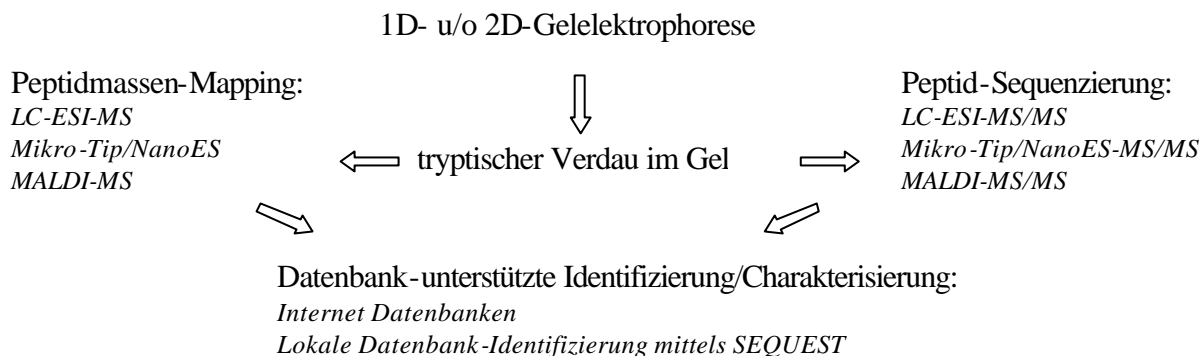 1D- u/o 2D-Gelelektrophorese
Peptidmassen-Mapping:
LC-ESI-MS
Mikro-Tip/NanoES
MALDI-MS
tryptischer Verdau im Gel
Peptid-Sequenzierung:
LC-ESI-MS/MS
Mikro-Tip/NanoES-MS/MS
MALDI-MS/MS
Datenbank-unterstützte Identifizierung/Charakterisierung:
Internet Datenbanken
Lokale Datenbank-Identifizierung mittels SEQUEST